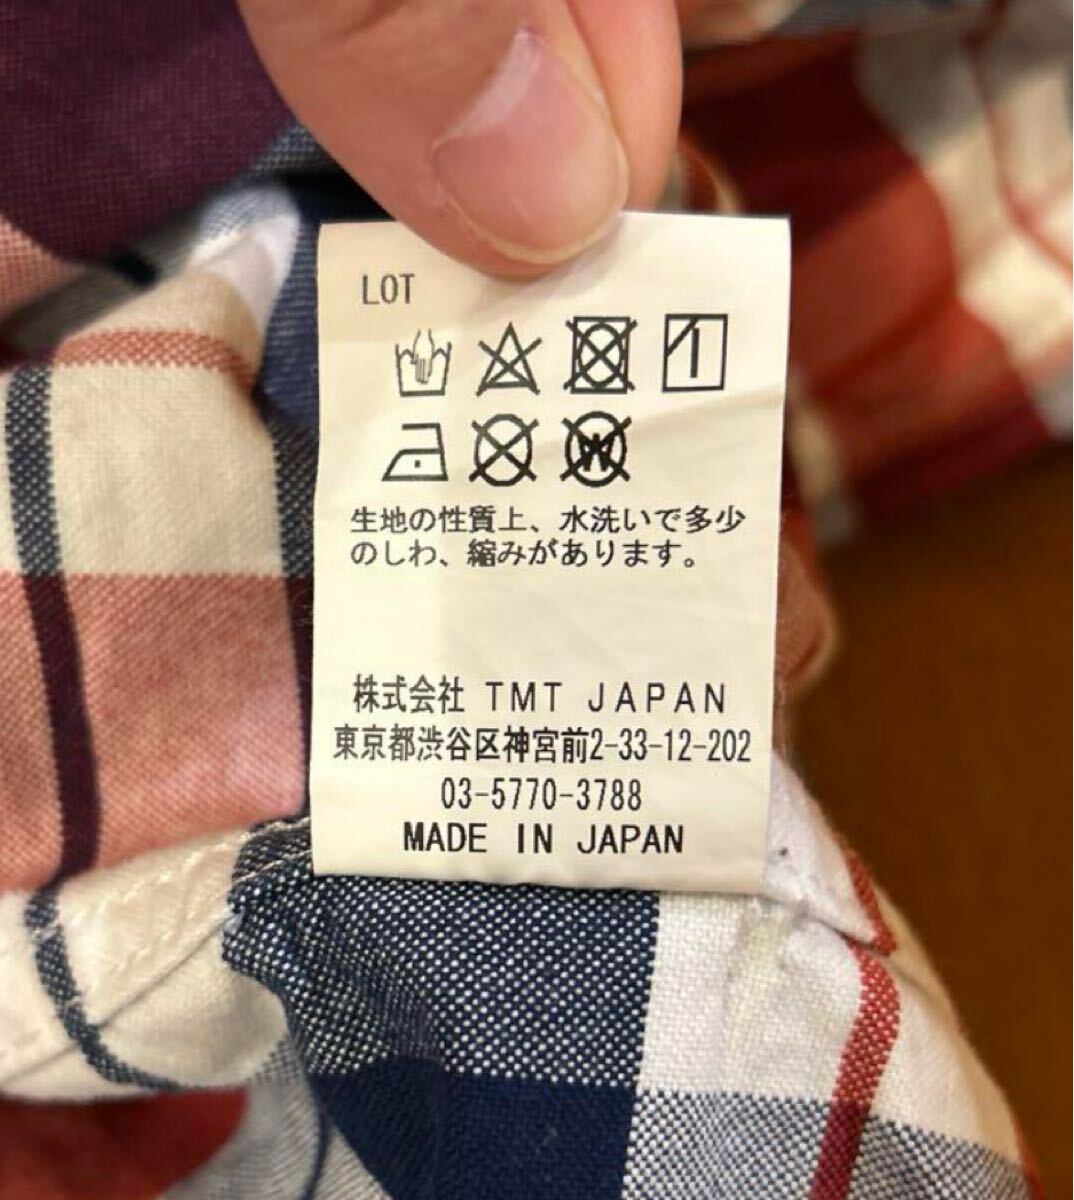 LOT
W
生地の性質上、水洗いで多少
のしわ、縮みがあります。
株式会社 TMT JAPAN
東京都渋谷区神宮前2-33-12-202
03-5770-3788
MADE IN JAPAN